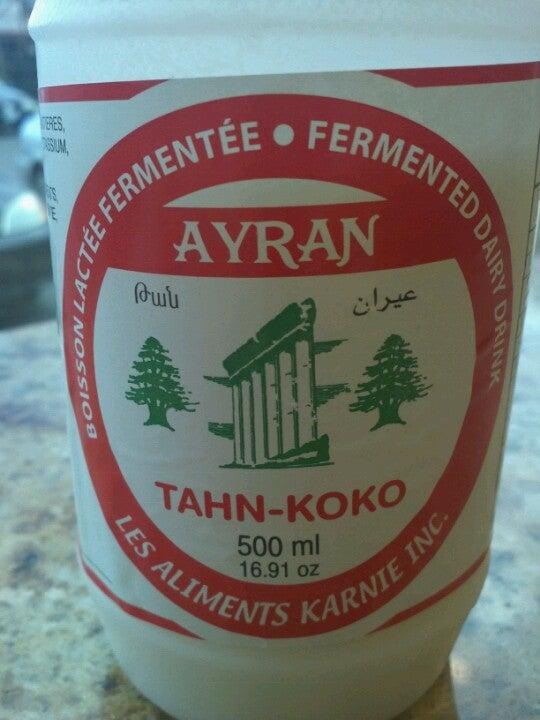 BOISSON LACTÉE FERMENTÉE • FERMENTED DAIRY DRINK
AYRAN
Թան
عيران
TAHN-KOKO
500 ml
16.91 oz
LES ALIMENTS KARNIE INC.